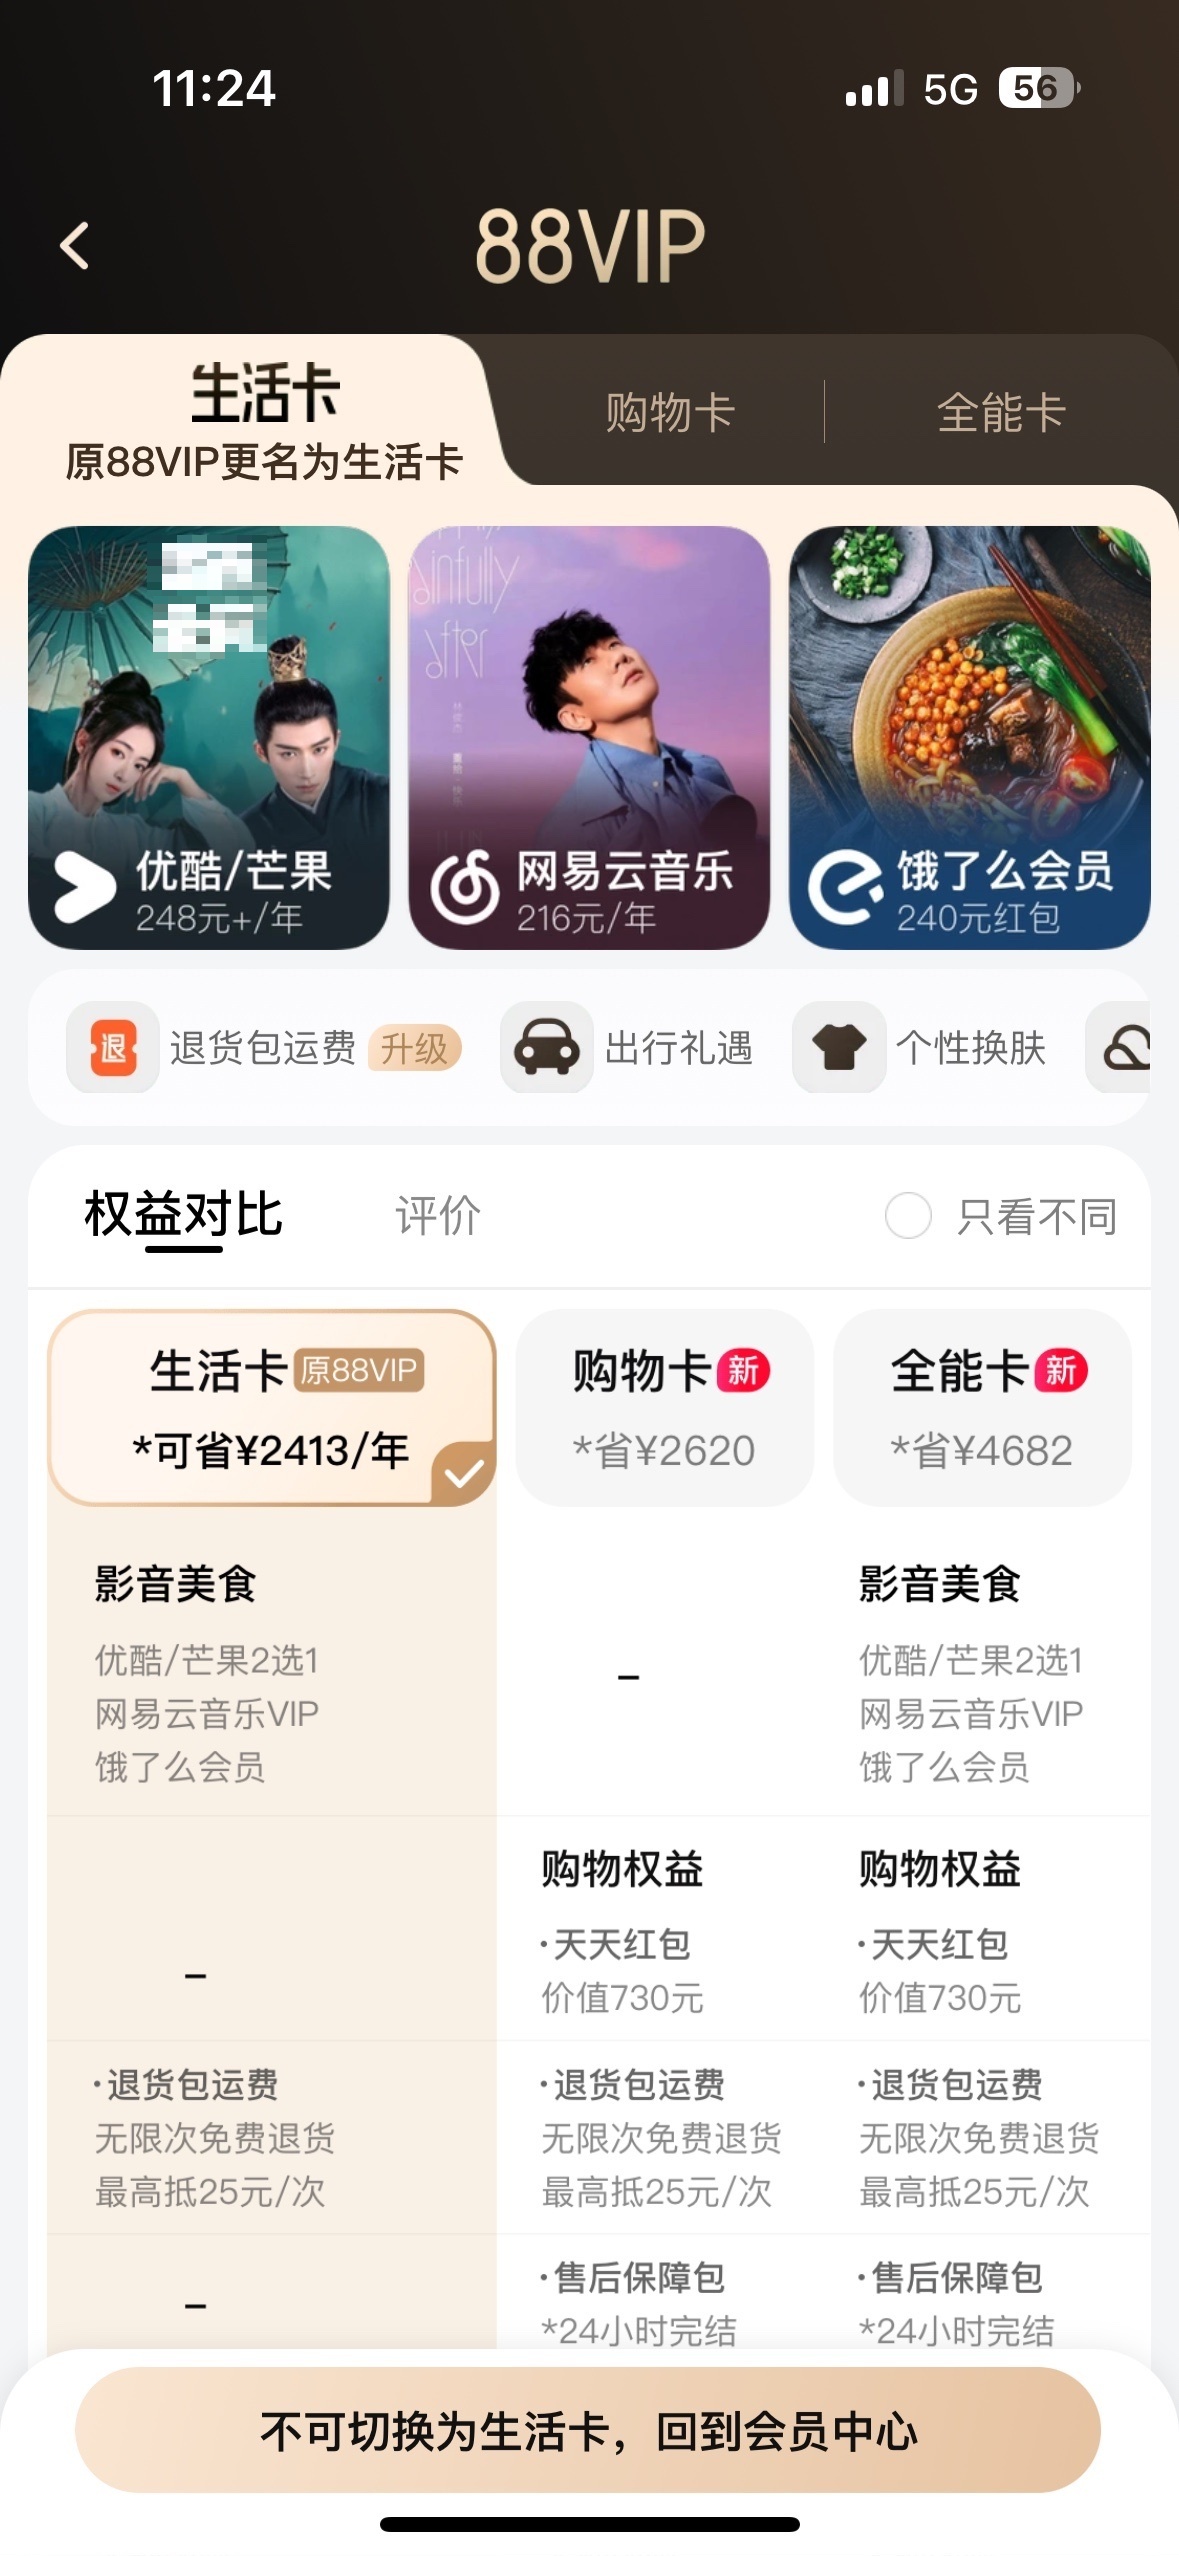 11:24
5G 56
88VIP
生活卡
原88VIP更名为生活卡
购物卡
全能卡
sinfully
after
优酷/芒果
248元+/年
网易云音乐
216元/年
饿了么会员
240元红包
退 退货包运费 升级
出行礼遇
个性换肤
权益对比
评价
只看不同
生活卡 原88VIP
*可省¥2413/年
购物卡 新
*省¥2620
全能卡 新
*省¥4682
影音美食
优酷/芒果2选1
网易云音乐VIP
饿了么会员
–
影音美食
优酷/芒果2选1
网易云音乐VIP
饿了么会员
–
购物权益
·天天红包
价值730元
购物权益
·天天红包
价值730元
·退货包运费
无限次免费退货
最高抵25元/次
·退货包运费
无限次免费退货
最高抵25元/次
·退货包运费
无限次免费退货
最高抵25元/次
–
·售后保障包
*24小时完结
·售后保障包
*24小时完结
不可切换为生活卡，回到会员中心